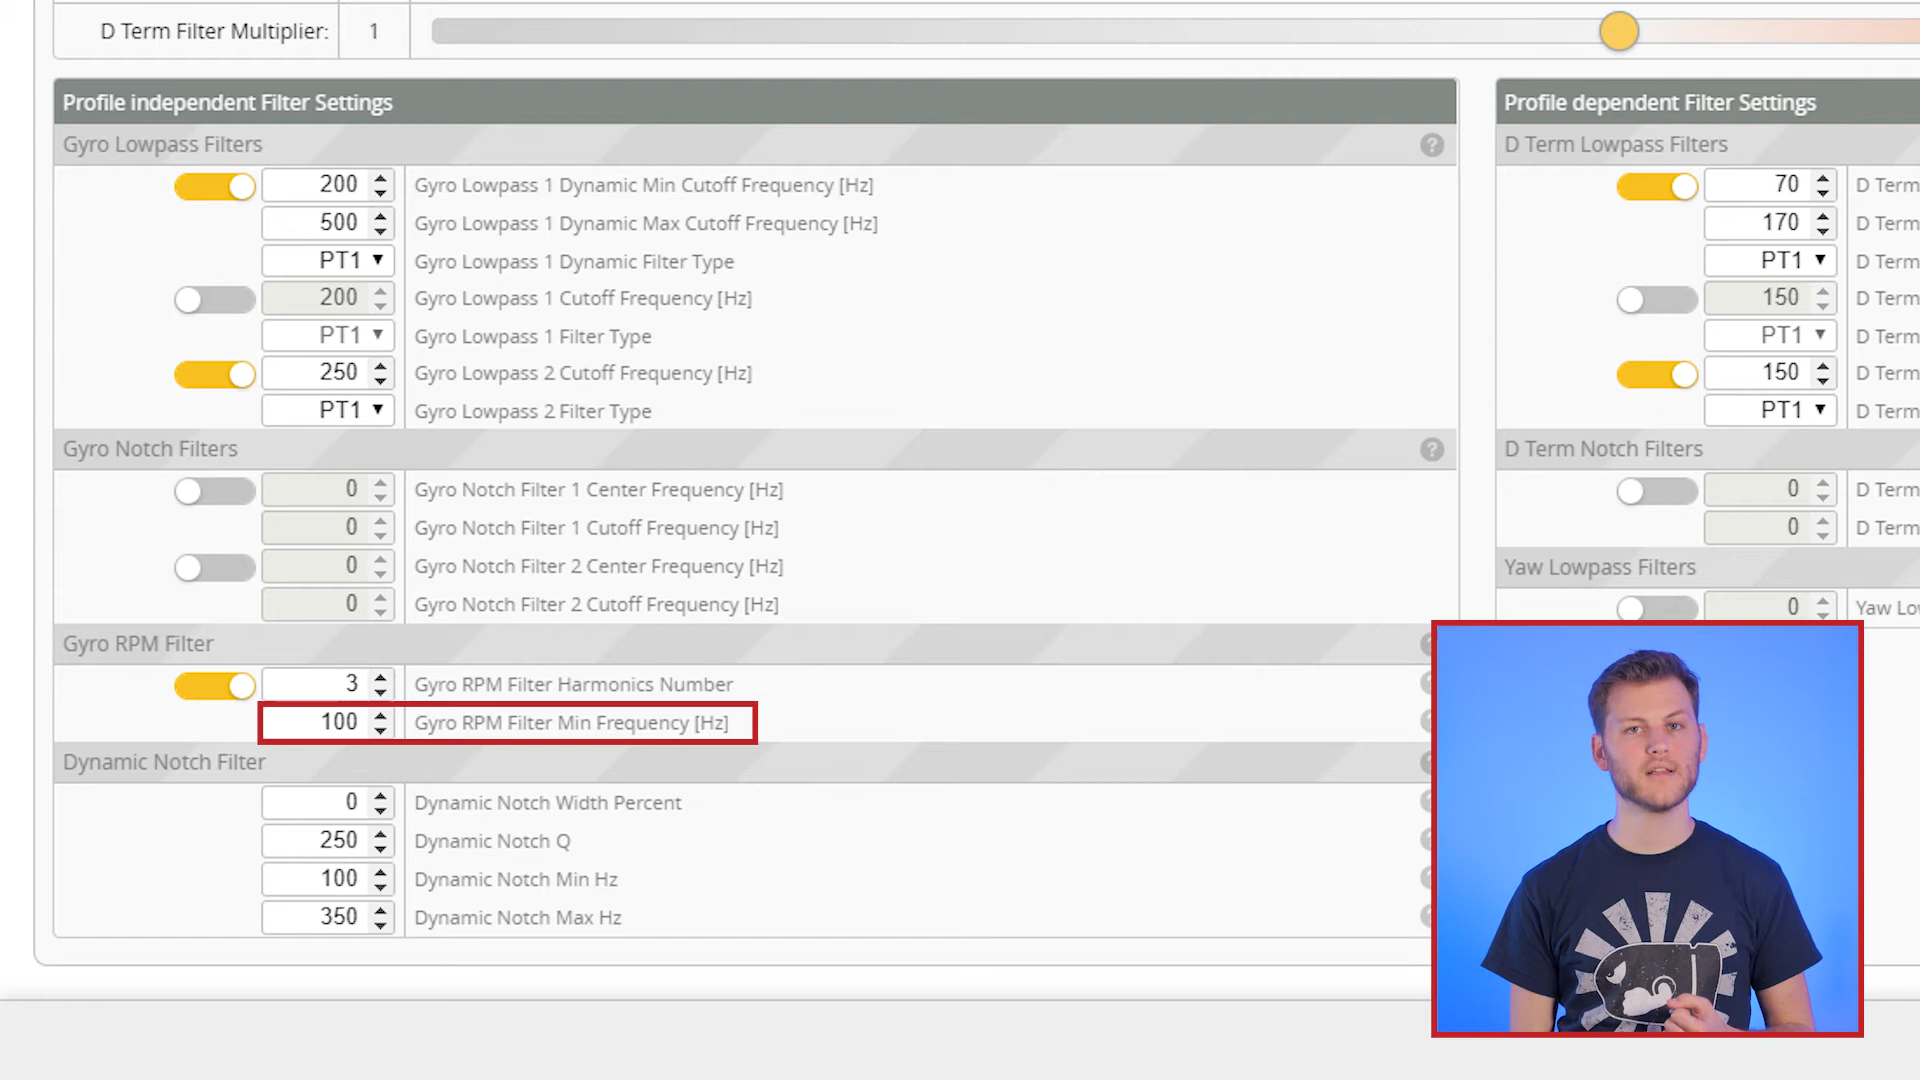 D Term Filter Multiplier: 1
Profile independent Filter Settings
Gyro Lowpass Filters ?
200 Gyro Lowpass 1 Dynamic Min Cutoff Frequency [Hz]
500 Gyro Lowpass 1 Dynamic Max Cutoff Frequency [Hz]
PT1 Gyro Lowpass 1 Dynamic Filter Type
200 Gyro Lowpass 1 Cutoff Frequency [Hz]
PT1 Gyro Lowpass 1 Filter Type
250 Gyro Lowpass 2 Cutoff Frequency [Hz]
PT1 Gyro Lowpass 2 Filter Type
Gyro Notch Filters ?
0 Gyro Notch Filter 1 Center Frequency [Hz]
0 Gyro Notch Filter 1 Cutoff Frequency [Hz]
0 Gyro Notch Filter 2 Center Frequency [Hz]
0 Gyro Notch Filter 2 Cutoff Frequency [Hz]
Gyro RPM Filter
3 Gyro RPM Filter Harmonics Number
100 Gyro RPM Filter Min Frequency [Hz]
Dynamic Notch Filter
0 Dynamic Notch Width Percent
250 Dynamic Notch Q
100 Dynamic Notch Min Hz
350 Dynamic Notch Max Hz
Profile dependent Filter Settings
D Term Lowpass Filters
70 D Term
170 D Term
PT1 D Term
150 D Term
PT1 D Term
150 D Term
PT1 D Term
D Term Notch Filters
0 D Term
0 D Term
Yaw Lowpass Filters
0 Yaw Lo